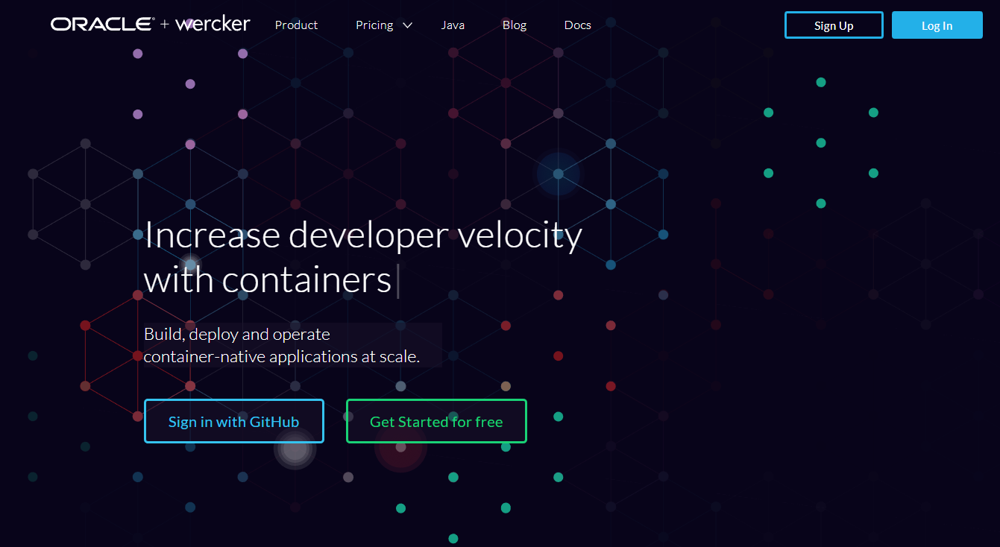 ORACLE® + wercker Product Pricing Java Blog Docs Sign Up Log In
Increase developer velocity
with containers
Build, deploy and operate
container-native applications at scale.
Sign in with GitHub Get Started for free